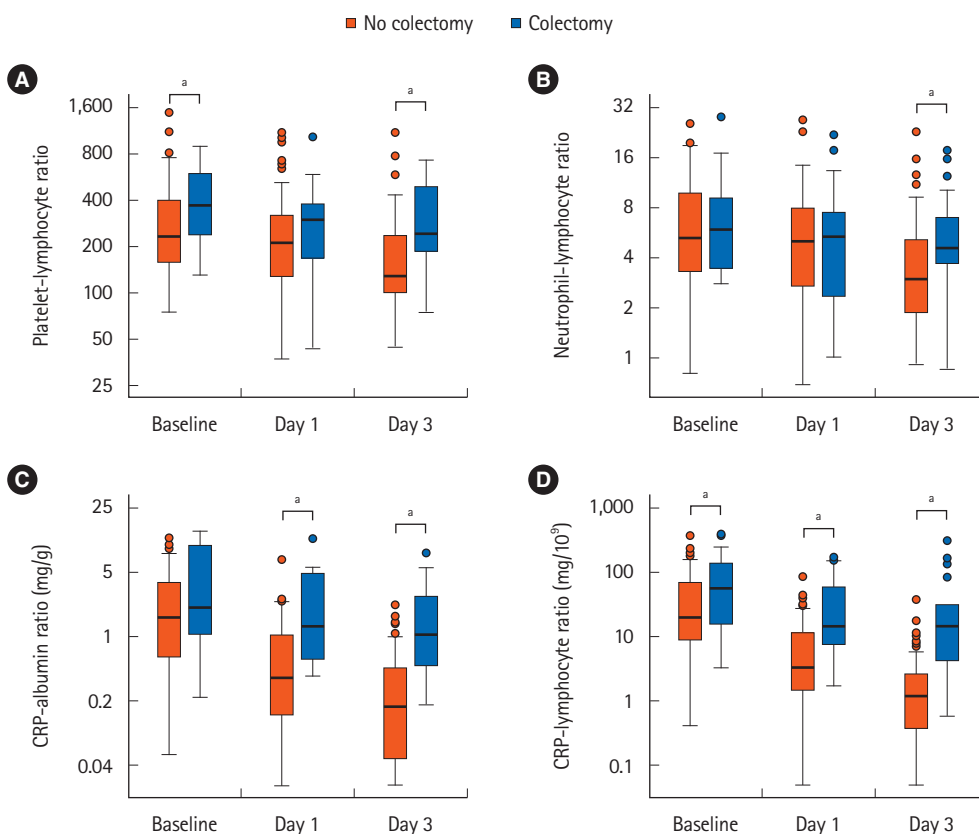 No colectomy Colectomy
A
Platelet-lymphocyte ratio
1,600
800
400
200
100
50
25
a
a
Baseline Day 1 Day 3
B
Neutrophil-lymphocyte ratio
32
16
8
4
2
1
a
Baseline Day 1 Day 3
C
CRP-albumin ratio (mg/g)
25
5
1
0.2
0.04
a
a
Baseline Day 1 Day 3
D
CRP-lymphocyte ratio (mg/10⁹)
1,000
100
10
1
0.1
a
a
a
Baseline Day 1 Day 3